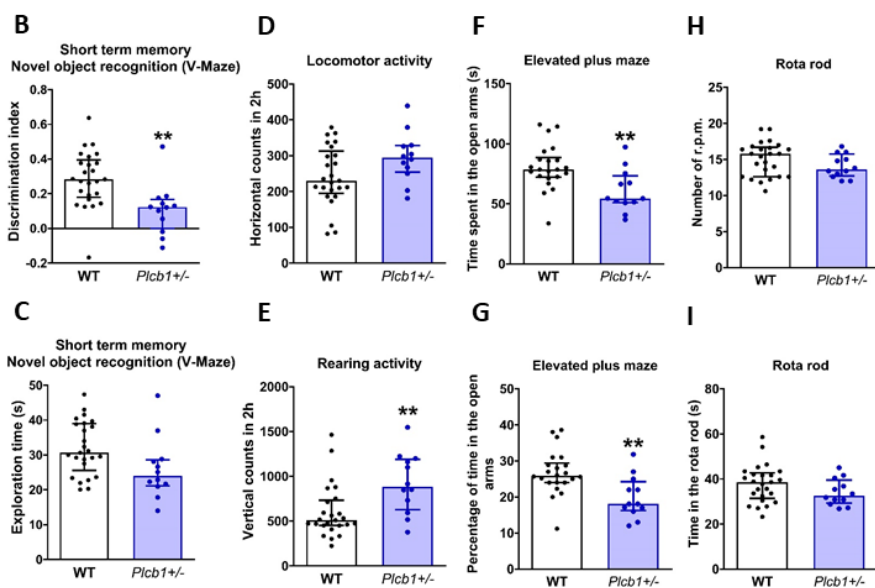 B
Short term memory
Novel object recognition (V-Maze)
Discrimination index
0.8
0.6
0.4
0.2
0.0
-0.2
**
WT
Plcb1+/-
D
Locomotor activity
Horizontal counts in 2h
500
400
300
200
100
0
WT
Plcb1+/-
F
Elevated plus maze
Time spent in the open arms (s)
150
100
50
0
**
WT
Plcb1+/-
H
Rota rod
Number of r.p.m.
25
20
15
10
5
0
WT
Plcb1+/-
C
Short term memory
Novel object recognition (V-Maze)
Exploration time (s)
50
40
30
20
10
0
WT
Plcb1+/-
E
Rearing activity
Vertical counts in 2h
2000
1500
1000
500
0
**
WT
Plcb1+/-
G
Elevated plus maze
Percentage of time in the open
arms
50
40
30
20
10
0
**
WT
Plcb1+/-
I
Rota rod
Time in the rota rod (s)
100
80
60
40
20
0
WT
Plcb1+/-